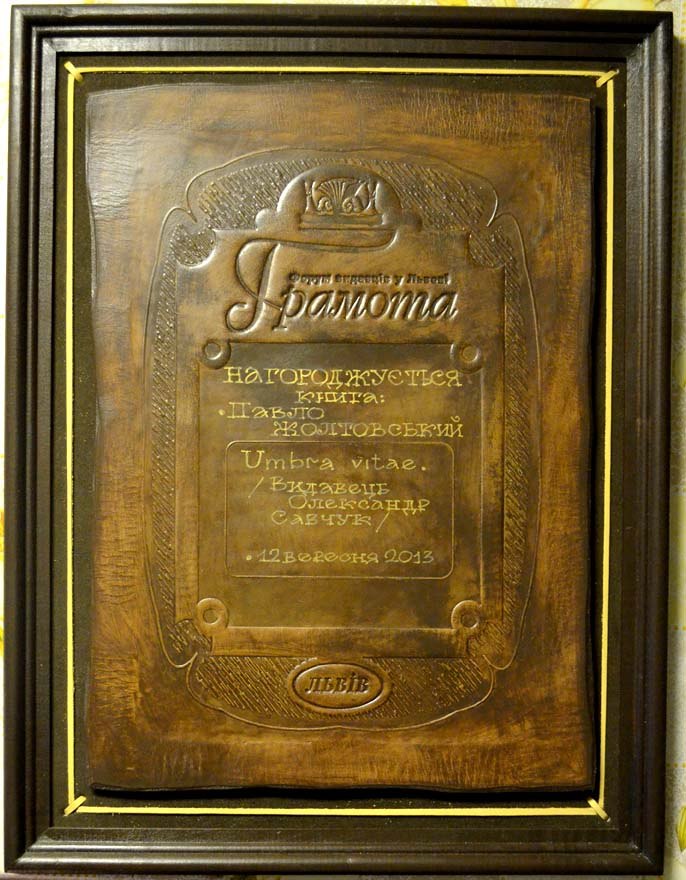 Форум видавців у Львові
Грамота
НАГОРОДЖУЄТЬСЯ
КНИГА:
•ПАВЛО
ЖОЛТОВСЬКИЙ
Umbra vitae.
/ВИДАВЕЦЬ
ОЛЕКСАНДР
САВЧУК/
•12 ВЕРЕСНЯ 2013
ЛЬВІВ